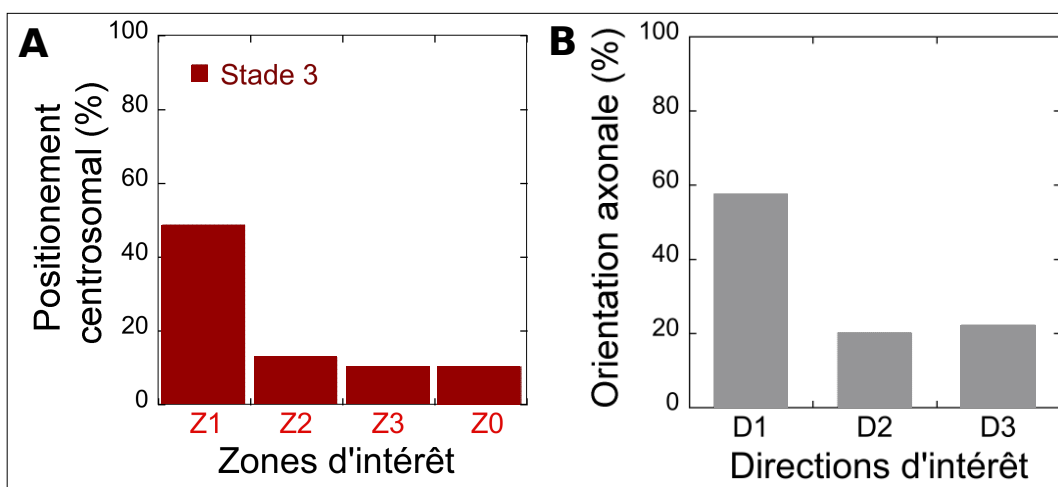 A
Positionement
centrosomal (%)
100
80
60
40
20
0
Stade 3
Z1 Z2 Z3 Z0
Zones d'intérêt
B
Orientation axonale (%)
100
80
60
40
20
0
D1 D2 D3
Directions d'intérêt